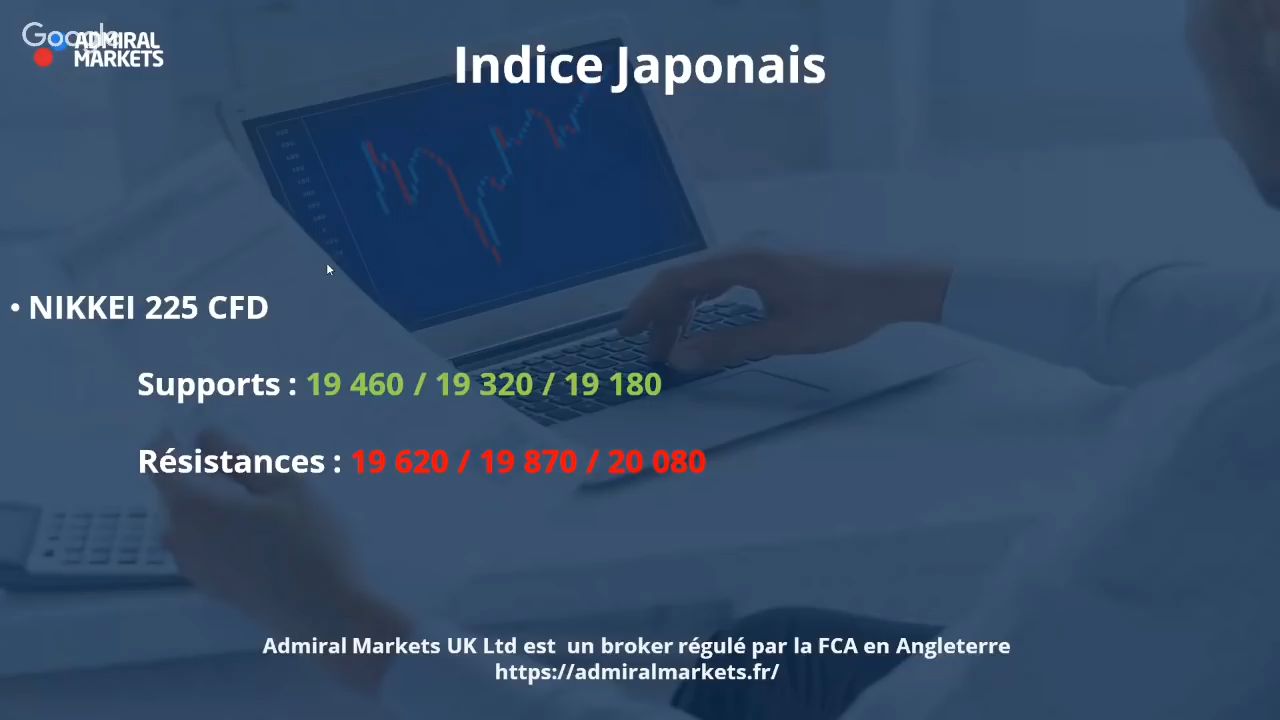 Google
ADMIRAL
MARKETS
Indice Japonais
• NIKKEI 225 CFD
Supports : 19 460 / 19 320 / 19 180
Résistances : 19 620 / 19 870 / 20 080
Admiral Markets UK Ltd est  un broker régulé par la FCA en Angleterre
https://admiralmarkets.fr/